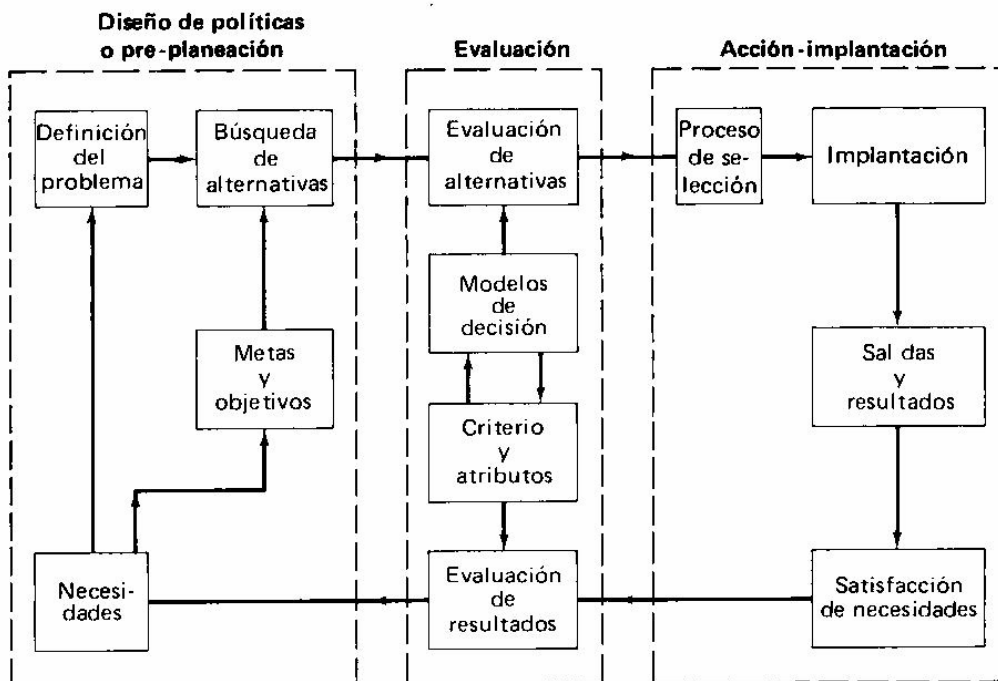 Diseño de políticas
o pre-planeación
Evaluación
Acción-implantación
Definición
del
problema
Búsqueda
de
alternativas
Evaluación
de
alternativas
Proceso
de se-
lección
Implantación
Modelos
de
decisión
Metas
y
objetivos
Sal das
y
resultados
Criterio
y
atributos
Necesi-
dades
Evaluación
de
resultados
Satisfacción
de necesidades